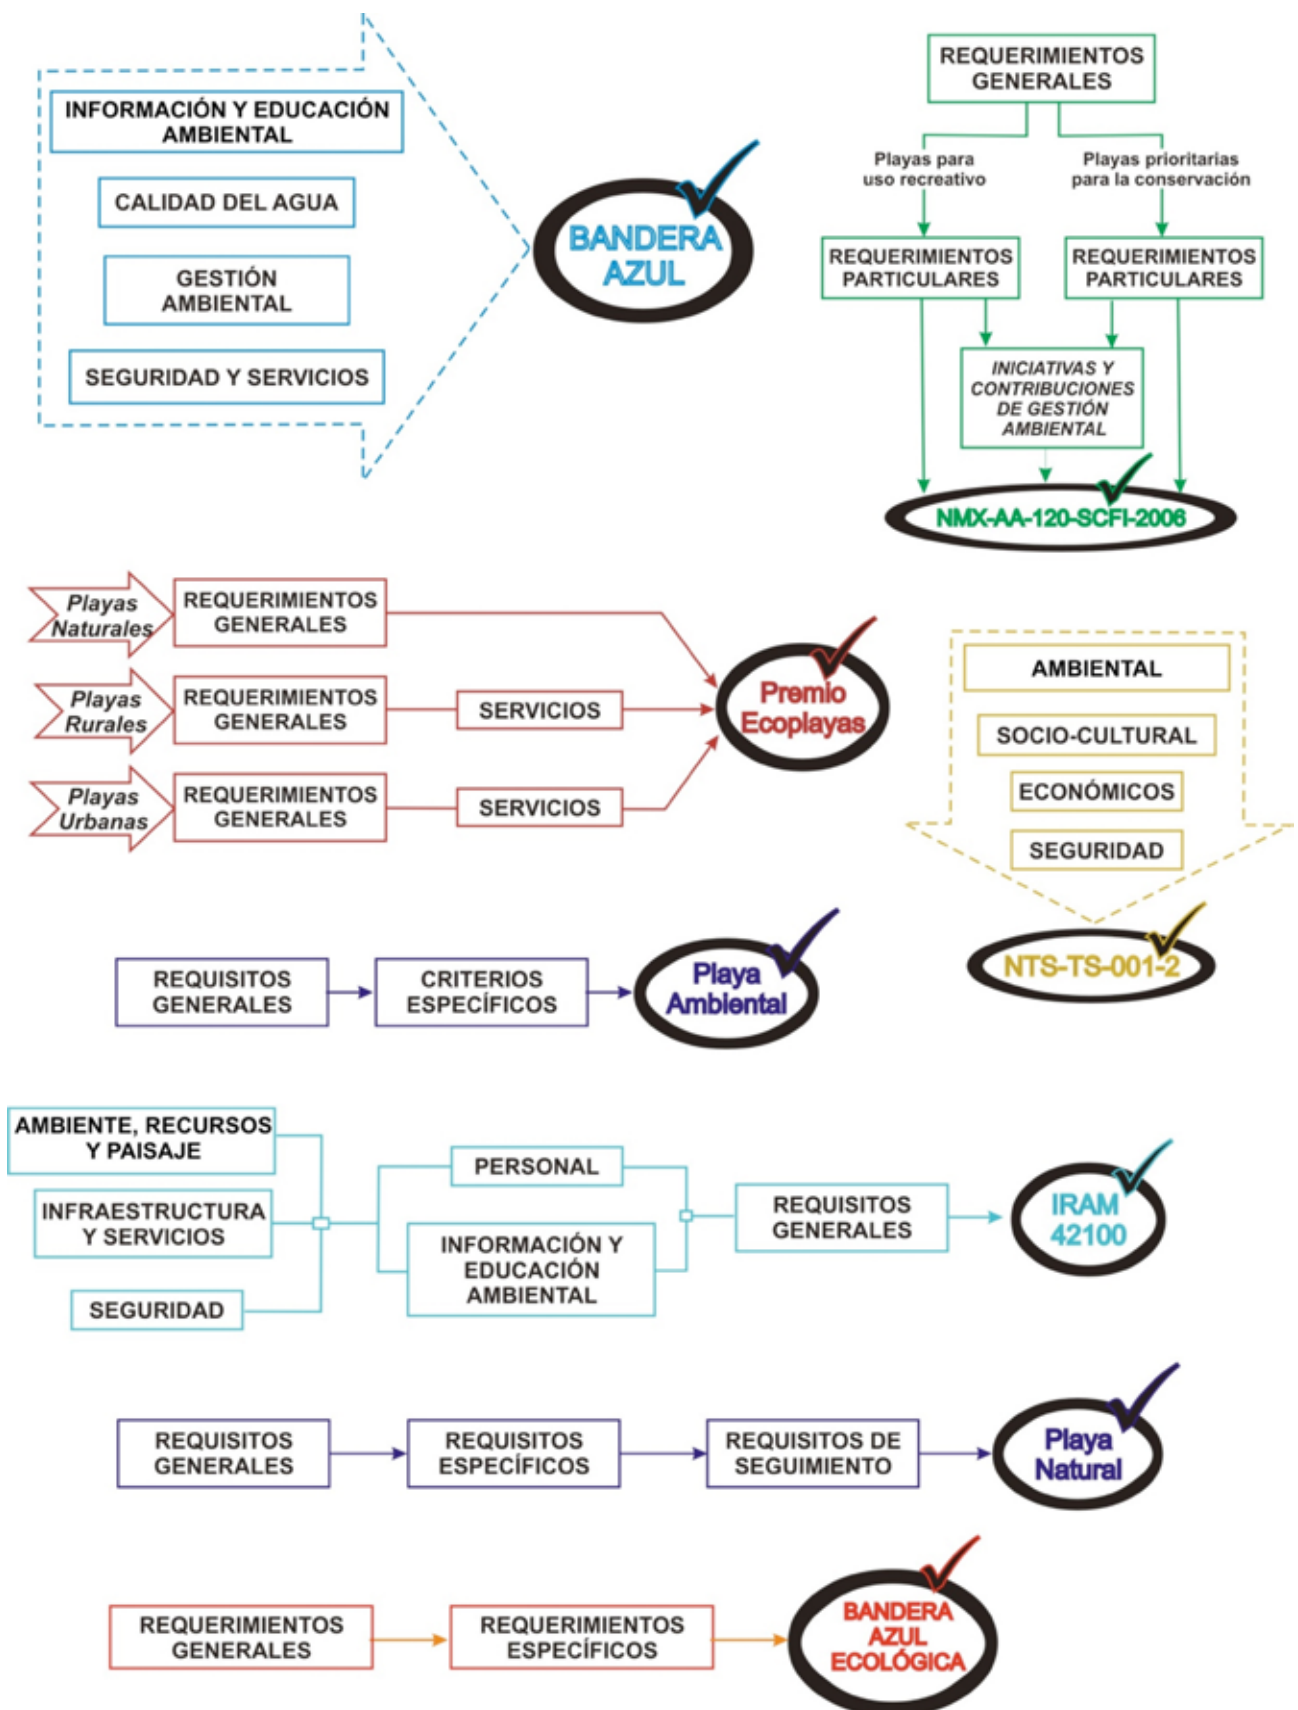 INFORMACIÓN Y EDUCACIÓN
AMBIENTAL
CALIDAD DEL AGUA
GESTIÓN
AMBIENTAL
SEGURIDAD Y SERVICIOS
BANDERA
AZUL
REQUERIMIENTOS
GENERALES
Playas para
uso recreativo
Playas prioritarias
para la conservación
REQUERIMIENTOS
PARTICULARES
REQUERIMIENTOS
PARTICULARES
INICIATIVAS Y
CONTRIBUCIONES
DE GESTIÓN
AMBIENTAL
NMX-AA-120-SCFI-2006
Playas
Naturales
REQUERIMIENTOS
GENERALES
Playas
Rurales
REQUERIMIENTOS
GENERALES
SERVICIOS
Playas
Urbanas
REQUERIMIENTOS
GENERALES
SERVICIOS
Premio
Ecoplayas
AMBIENTAL
SOCIO-CULTURAL
ECONÓMICOS
SEGURIDAD
NTS-TS-001-2
REQUISITOS
GENERALES
CRITERIOS
ESPECÍFICOS
Playa
Ambiental
AMBIENTE, RECURSOS
Y PAISAJE
INFRAESTRUCTURA
Y SERVICIOS
SEGURIDAD
PERSONAL
INFORMACIÓN Y
EDUCACIÓN
AMBIENTAL
REQUISITOS
GENERALES
IRAM
42100
REQUISITOS
GENERALES
REQUISITOS
ESPECÍFICOS
REQUISITOS DE
SEGUIMIENTO
Playa
Natural
REQUERIMIENTOS
GENERALES
REQUERIMIENTOS
ESPECÍFICOS
BANDERA
AZUL
ECOLÓGICA